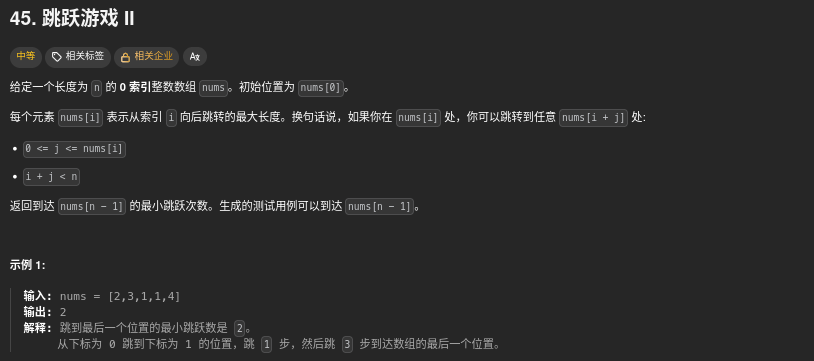 45. 跳跃游戏 II
中等 相关标签 相关企业 Aあ
给定一个长度为 n 的 0 索引整数数组 nums。初始位置为 nums[0]。
每个元素 nums[i] 表示从索引 i 向后跳转的最大长度。换句话说，如果你在 nums[i] 处，你可以跳转到任意 nums[i + j] 处:
• 0 <= j <= nums[i]
• i + j < n
返回到达 nums[n - 1] 的最小跳跃次数。生成的测试用例可以到达 nums[n - 1]。
示例 1:
输入: nums = [2,3,1,1,4]
输出: 2
解释: 跳到最后一个位置的最小跳跃数是 2。
从下标为 0 跳到下标为 1 的位置，跳 1 步，然后跳 3 步到达数组的最后一个位置。